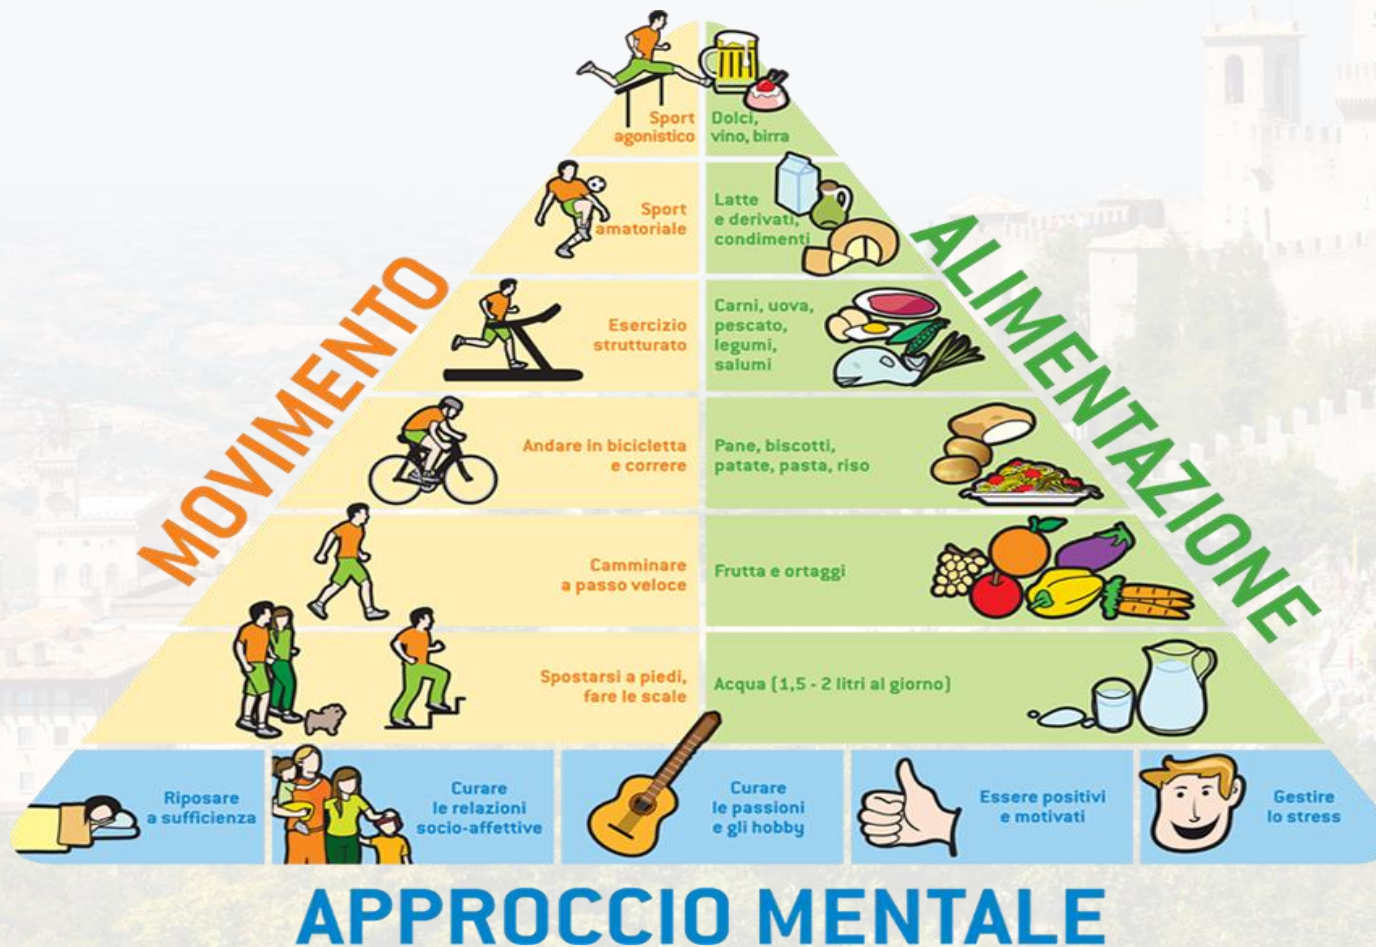 Sport
agonistico
Dolci,
vino, birra
Sport
amatoriale
Latte
e derivati,
condimenti
MOVIMENTO
ALIMENTAZIONE
Esercizio
strutturato
Carni, uova,
pescato,
legumi,
salumi
Andare in bicicletta
e correre
Pane, biscotti,
patate, pasta, riso
Camminare
a passo veloce
Frutta e ortaggi
Spostarsi a piedi,
fare le scale
Acqua (1,5 - 2 litri al giorno)
Riposare
a sufficienza
Curare
le relazioni
socio-affettive
Curare
le passioni
e gli hobby
Essere positivi
e motivati
Gestire
lo stress
APPROCCIO MENTALE